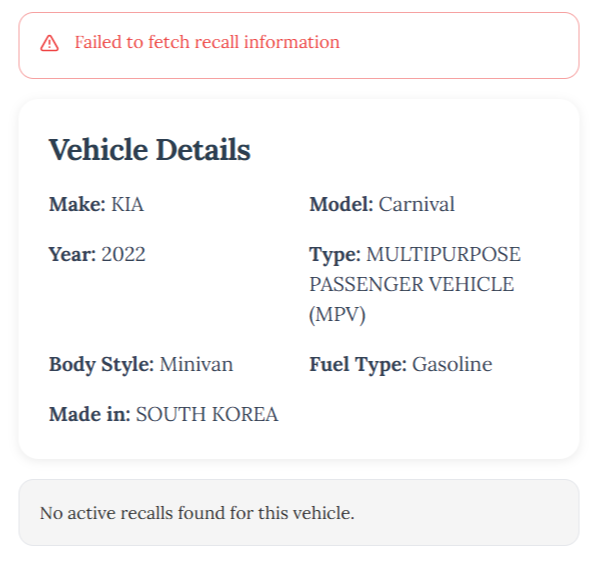 Failed to fetch recall information
Vehicle Details
Make: KIA
Model: Carnival
Year: 2022
Type: MULTIPURPOSE
PASSENGER VEHICLE
(MPV)
Body Style: Minivan
Fuel Type: Gasoline
Made in: SOUTH KOREA
No active recalls found for this vehicle.